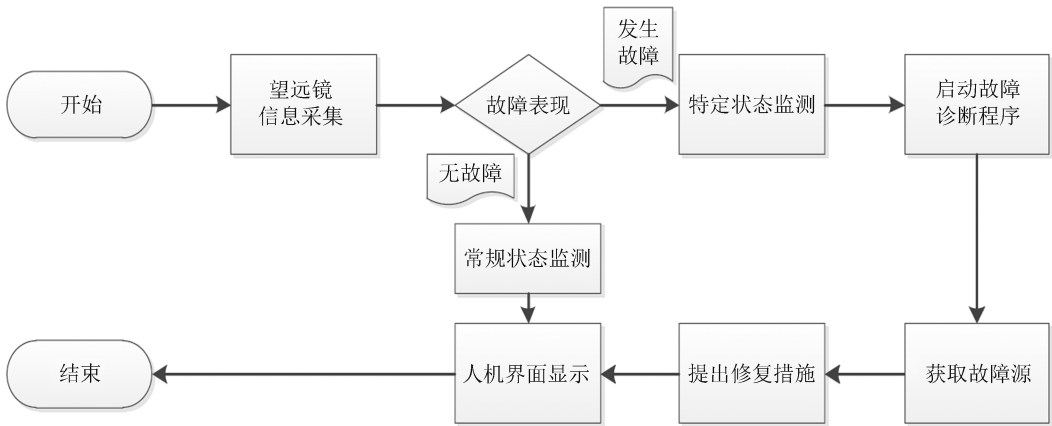 开始
望远镜
信息采集
故障表现
发生
故障
特定状态监测
启动故障
诊断程序
无故障
常规状态监测
结束
人机界面显示
提出修复措施
获取故障源